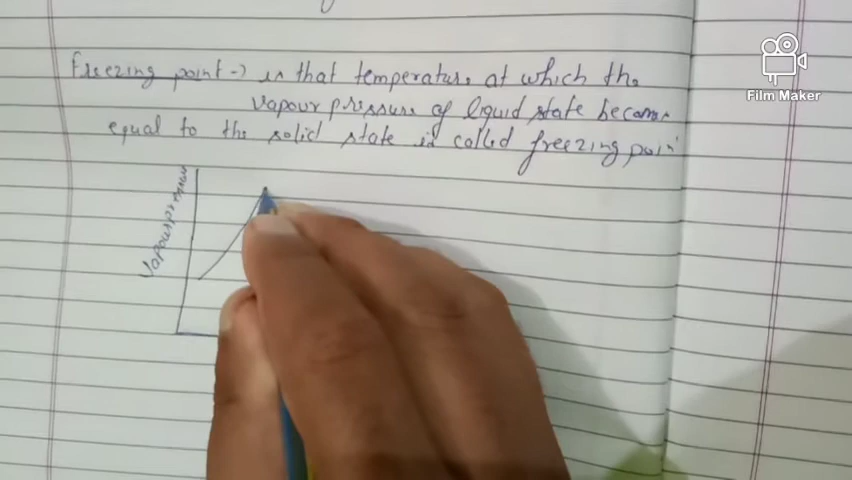 Freezing point → is that temperature at which the
vapour pressure of liquid state become
equal to the solid state is called freezing point
Vapour pressure
Film Maker